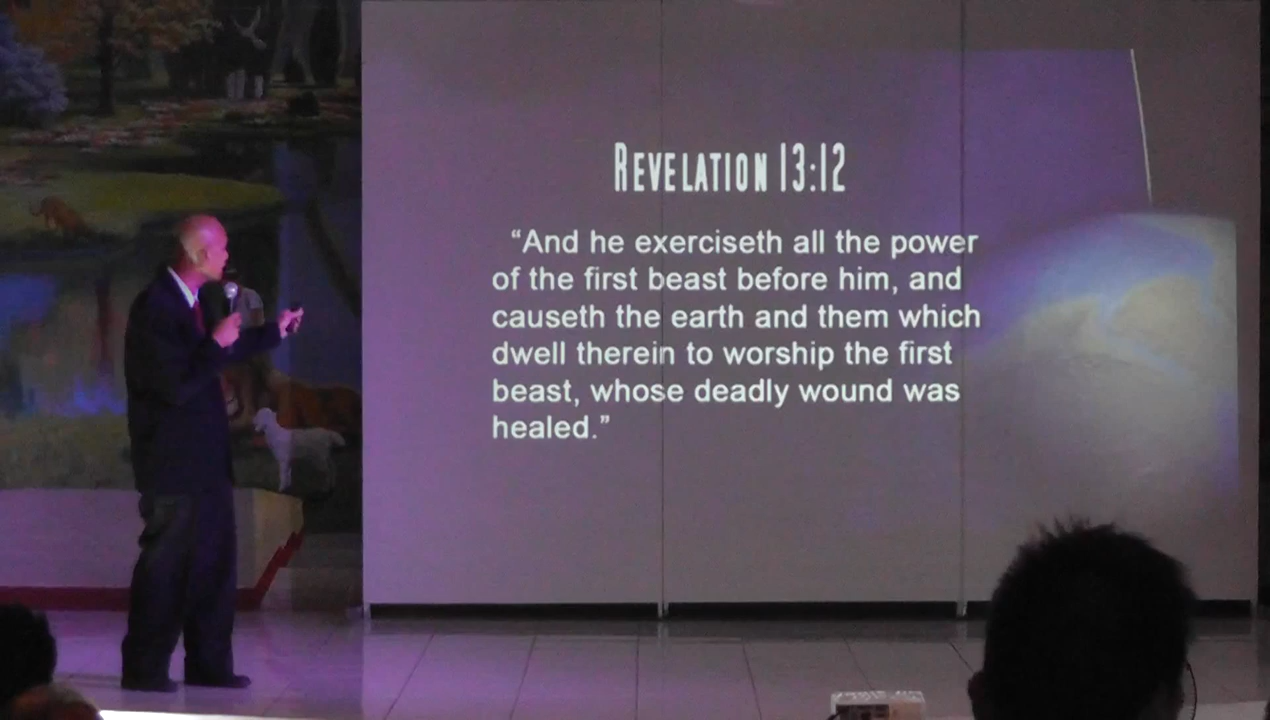 REVELATION 13:12
“And he exerciseth all the power
of the first beast before him, and
causeth the earth and them which
dwell therein to worship the first
beast, whose deadly wound was
healed.”